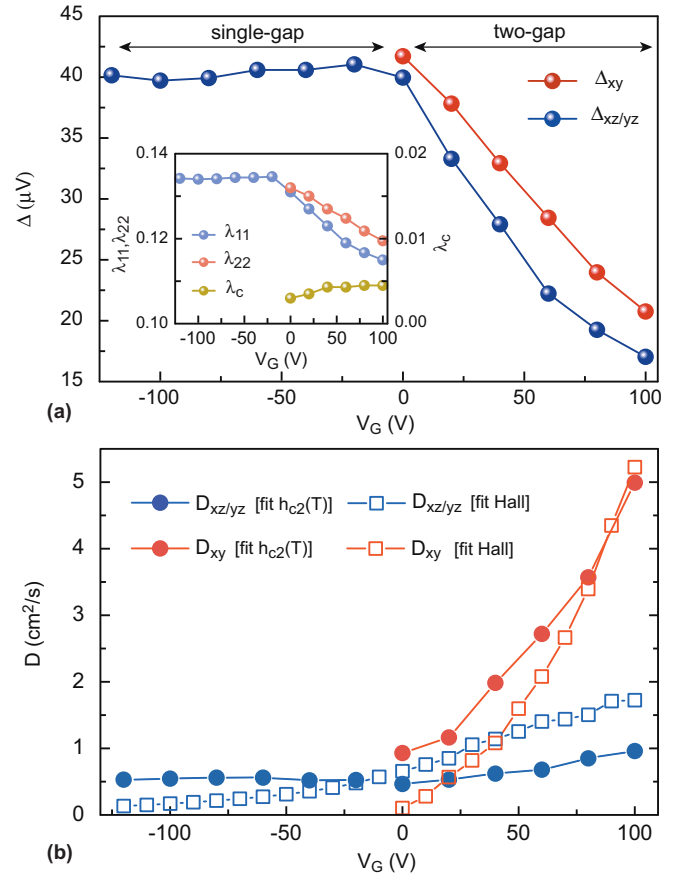 single-gap two-gap
Δxy
Δxz/yz
45
40
35
30
25
20
15
Δ (μV)
0.14
0.12
0.10
λ11,λ22
0.02
0.01
0.00
λc
λ11
λ22
λc
-100 -50 0 50 100
VG (V)
-100 -50 0 50 100
VG (V)
(a)
5
4
3
2
1
0
D (cm2/s)
Dxz/yz [fit hc2(T)] Dxz/yz [fit Hall]
Dxy [fit hc2(T)] Dxy [fit Hall]
-100 -50 0 50 100
VG (V)
(b)